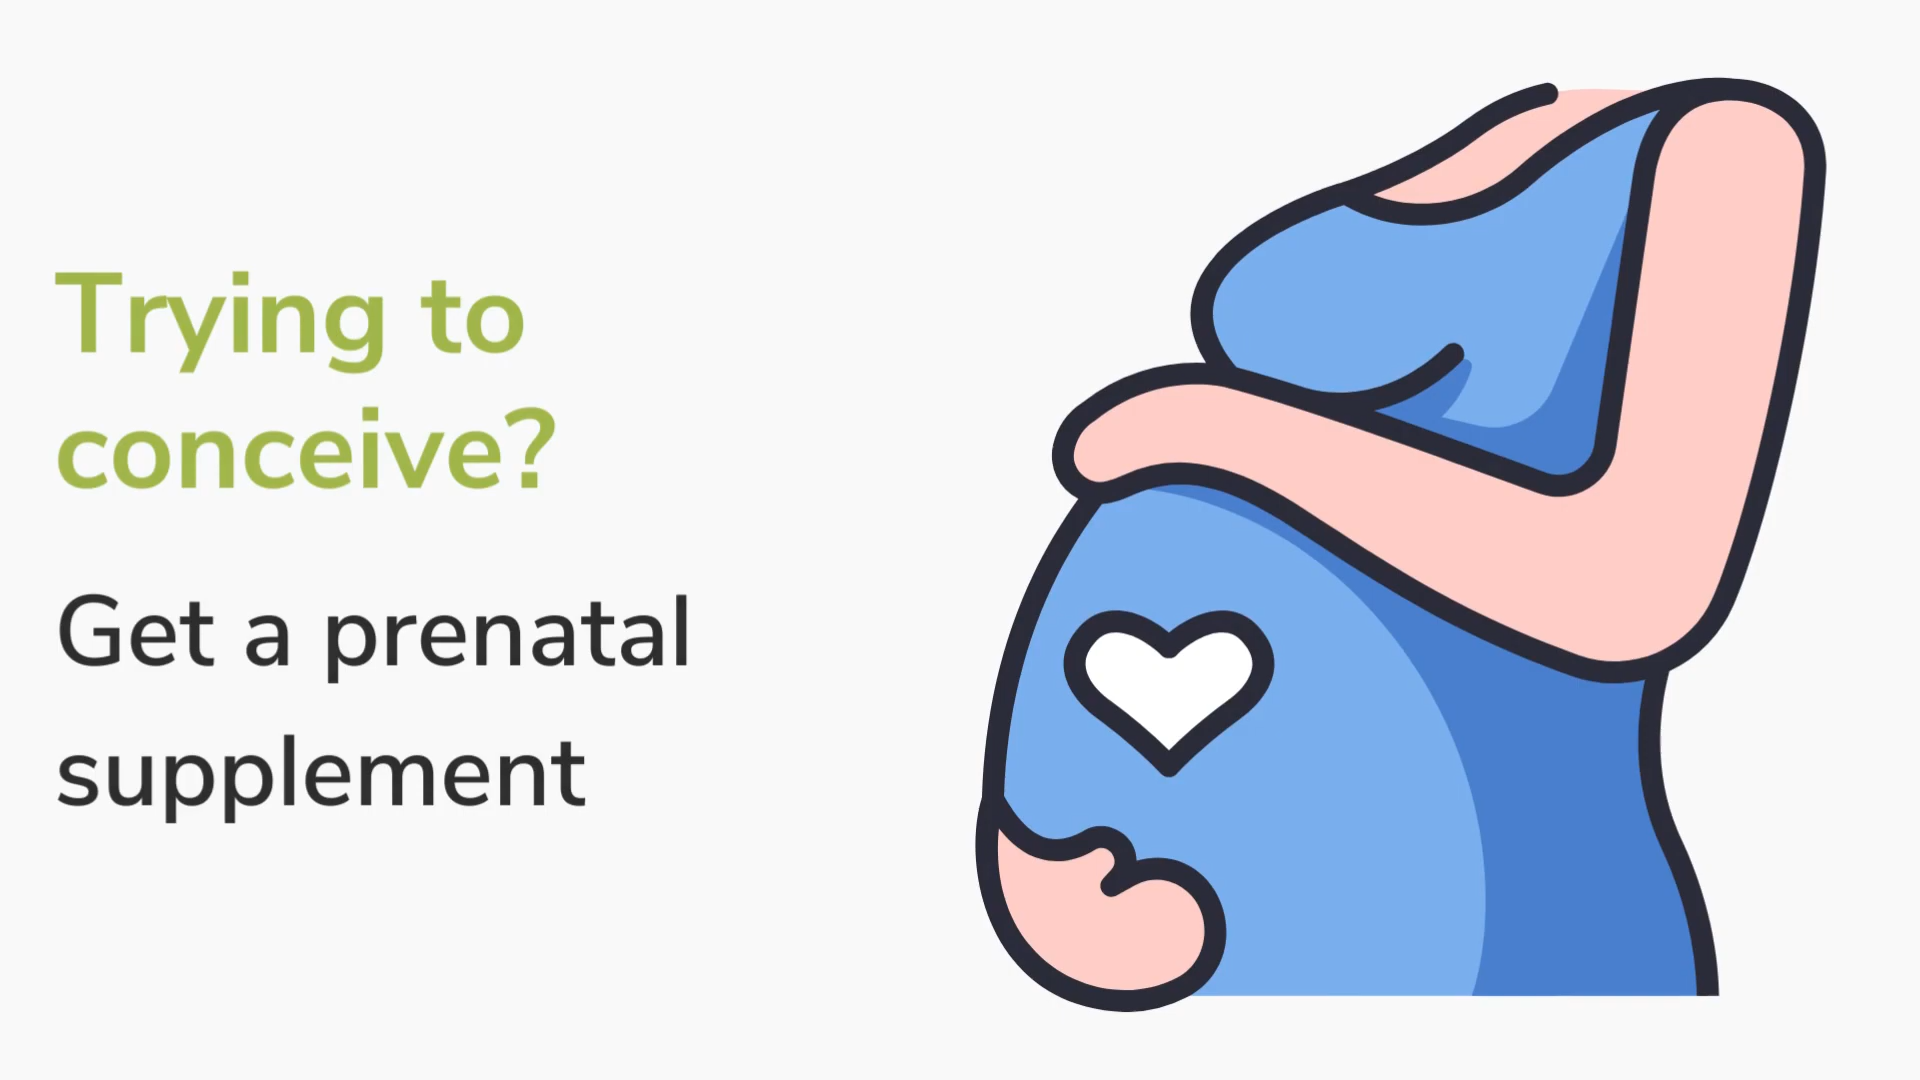 Trying to
conceive?
Get a prenatal
supplement